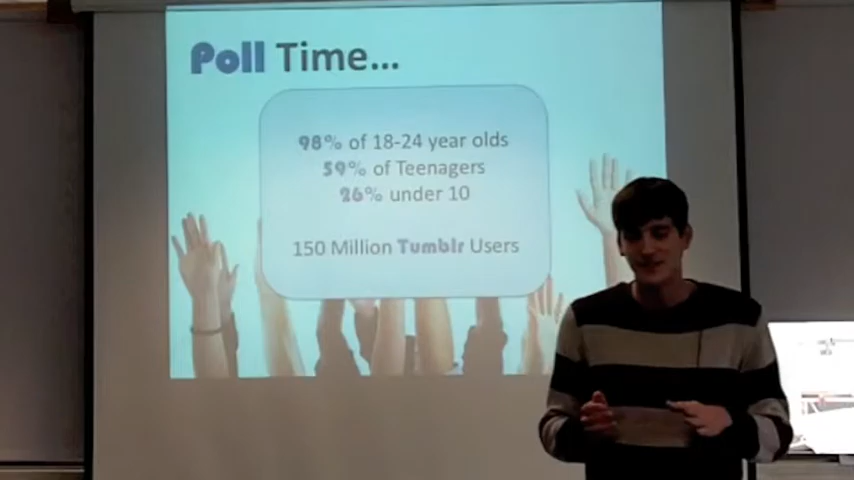 Poll Time...
98% of 18-24 year olds
59% of Teenagers
26% under 10
150 Million Tumblr Users